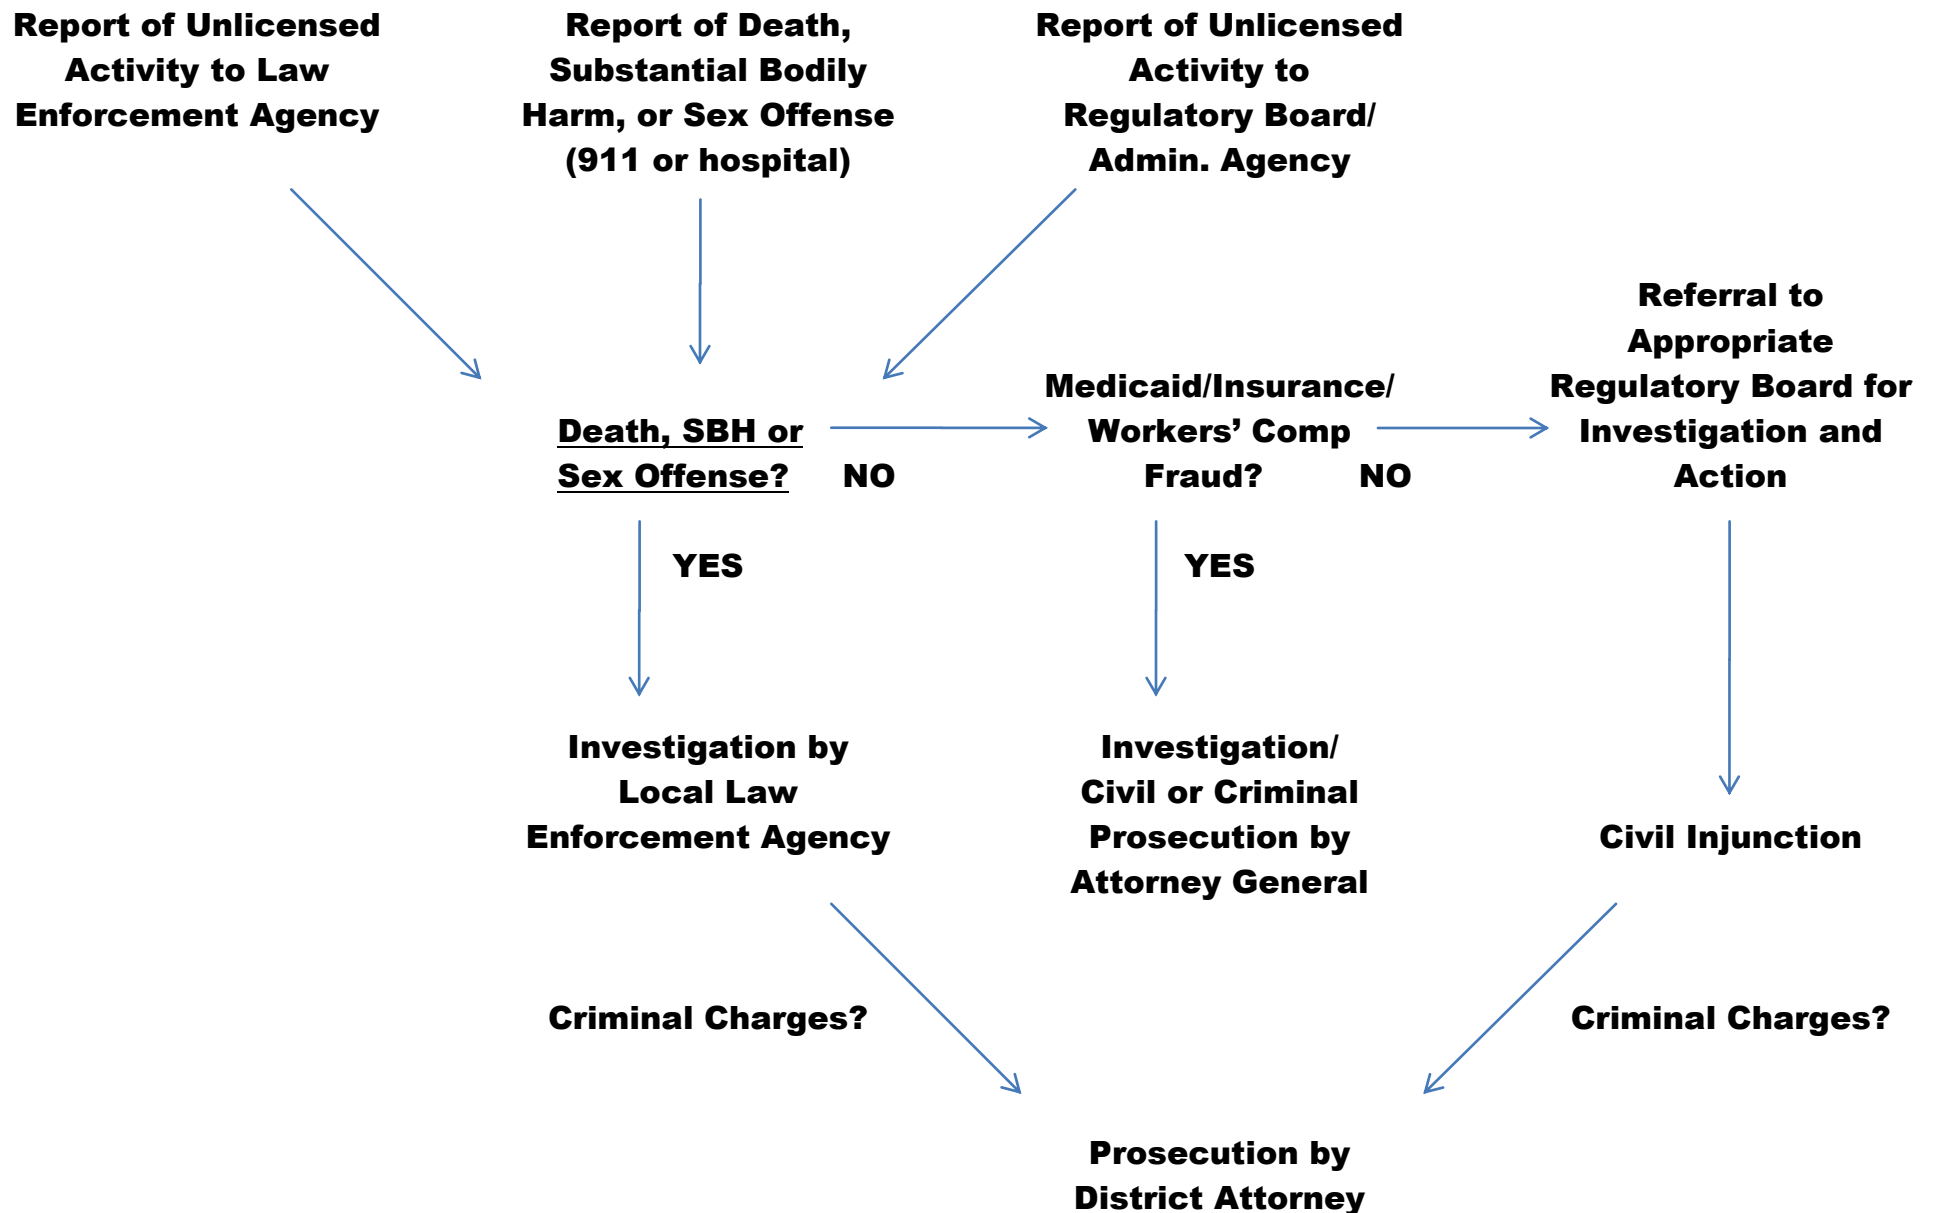 Report of Unlicensed
Activity to Law
Enforcement Agency
Report of Death,
Substantial Bodily
Harm, or Sex Offense
(911 or hospital)
Report of Unlicensed
Activity to
Regulatory Board/
Admin. Agency
Death, SBH or
Sex Offense?
NO
Medicaid/Insurance/
Workers’ Comp
Fraud?
NO
Referral to
Appropriate
Regulatory Board for
Investigation and
Action
YES
YES
Investigation by
Local Law
Enforcement Agency
Investigation/
Civil or Criminal
Prosecution by
Attorney General
Civil Injunction
Criminal Charges?
Criminal Charges?
Prosecution by
District Attorney